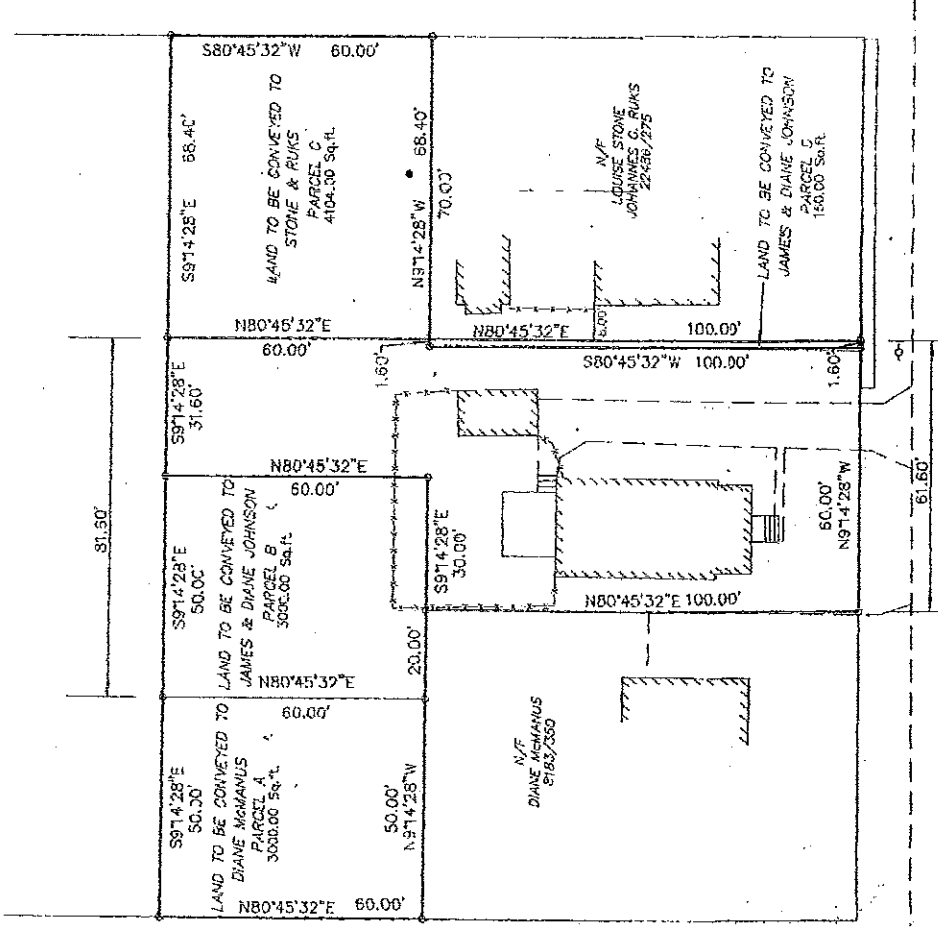 S80°45'32"W 60.00'
S9°14'28"E 68.40'
LAND TO BE CONVEYED TO
STONE & RUKS
PARCEL C
4104.00 Sq.ft.
N9°14'28"W 68.40'
70.00'
N/F
LOUISE STONE
JOHANNES G. RUKS
22486/275
LAND TO BE CONVEYED TO
JAMES & DIANE JOHNSON
PARCEL
150.00 Sq.ft.
N80°45'32"E
60.00'
N80°45'32"E 100.00'
S80°45'32"W 100.00'
1.60'
1.60'
S9°14'28"E
31.60'
81.60'
N80°45'32"E
60.00'
S9°14'28"E
50.00'
LAND TO BE CONVEYED TO
JAMES & DIANE JOHNSON
PARCEL B
3000.00 Sq.ft.
N80°45'32"E
60.00'
S9°14'28"E
30.00'
20.00'
N80°45'32"E 100.00'
60.00'
N9°14'28"W
61.60'
S9°14'28"E
50.00'
LAND TO BE CONVEYED TO
DIANE McMANUS
PARCEL A
3000.00 Sq.ft.
50.00'
N9°14'28"W
N80°45'32"E 60.00'
N/F
DIANE McMANUS
8183/350